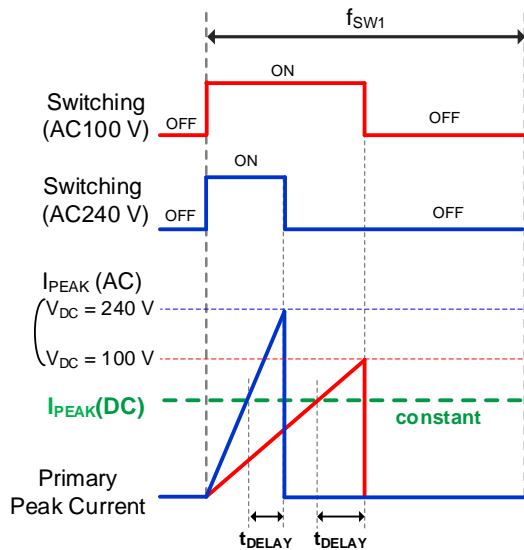 fSW1
ON
Switching
(AC100 V)
OFF
OFF
ON
Switching
(AC240 V)
OFF
OFF
IPEAK (AC)
VDC = 240 V
VDC = 100 V
IPEAK(DC)
constant
Primary
Peak Current
tDELAY
tDELAY